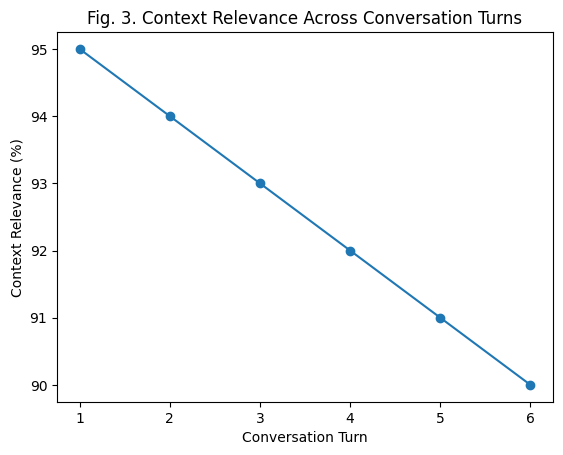 Fig. 3. Context Relevance Across Conversation Turns
95
94
93
92
91
90
Context Relevance (%)
1 2 3 4 5 6
Conversation Turn